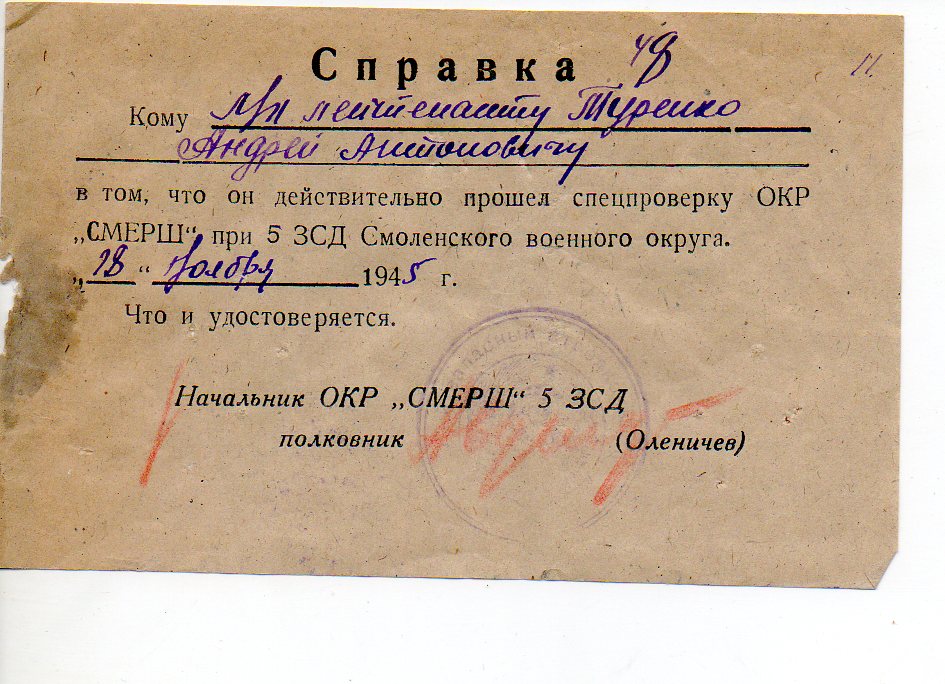 Справка 48 11.
Кому мл лейтенанту Туренко
Андрей Антоновичу
в том, что он действительно прошел спецпроверку ОКР
„СМЕРШ“ при 5 ЗСД Смоленского военного округа.
„18“ Ноября 1945 г.
Что и удостоверяется.
Начальник ОКР „СМЕРШ“ 5 ЗСД
полковник (Оленичев)